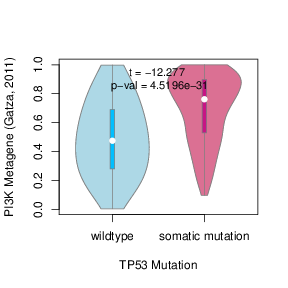 t = −12.277
p−val = 4.5196e−31
PI3K Metagene (Gatza, 2011)
1.0
0.8
0.6
0.4
0.2
0.0
wildtype
somatic mutation
TP53 Mutation